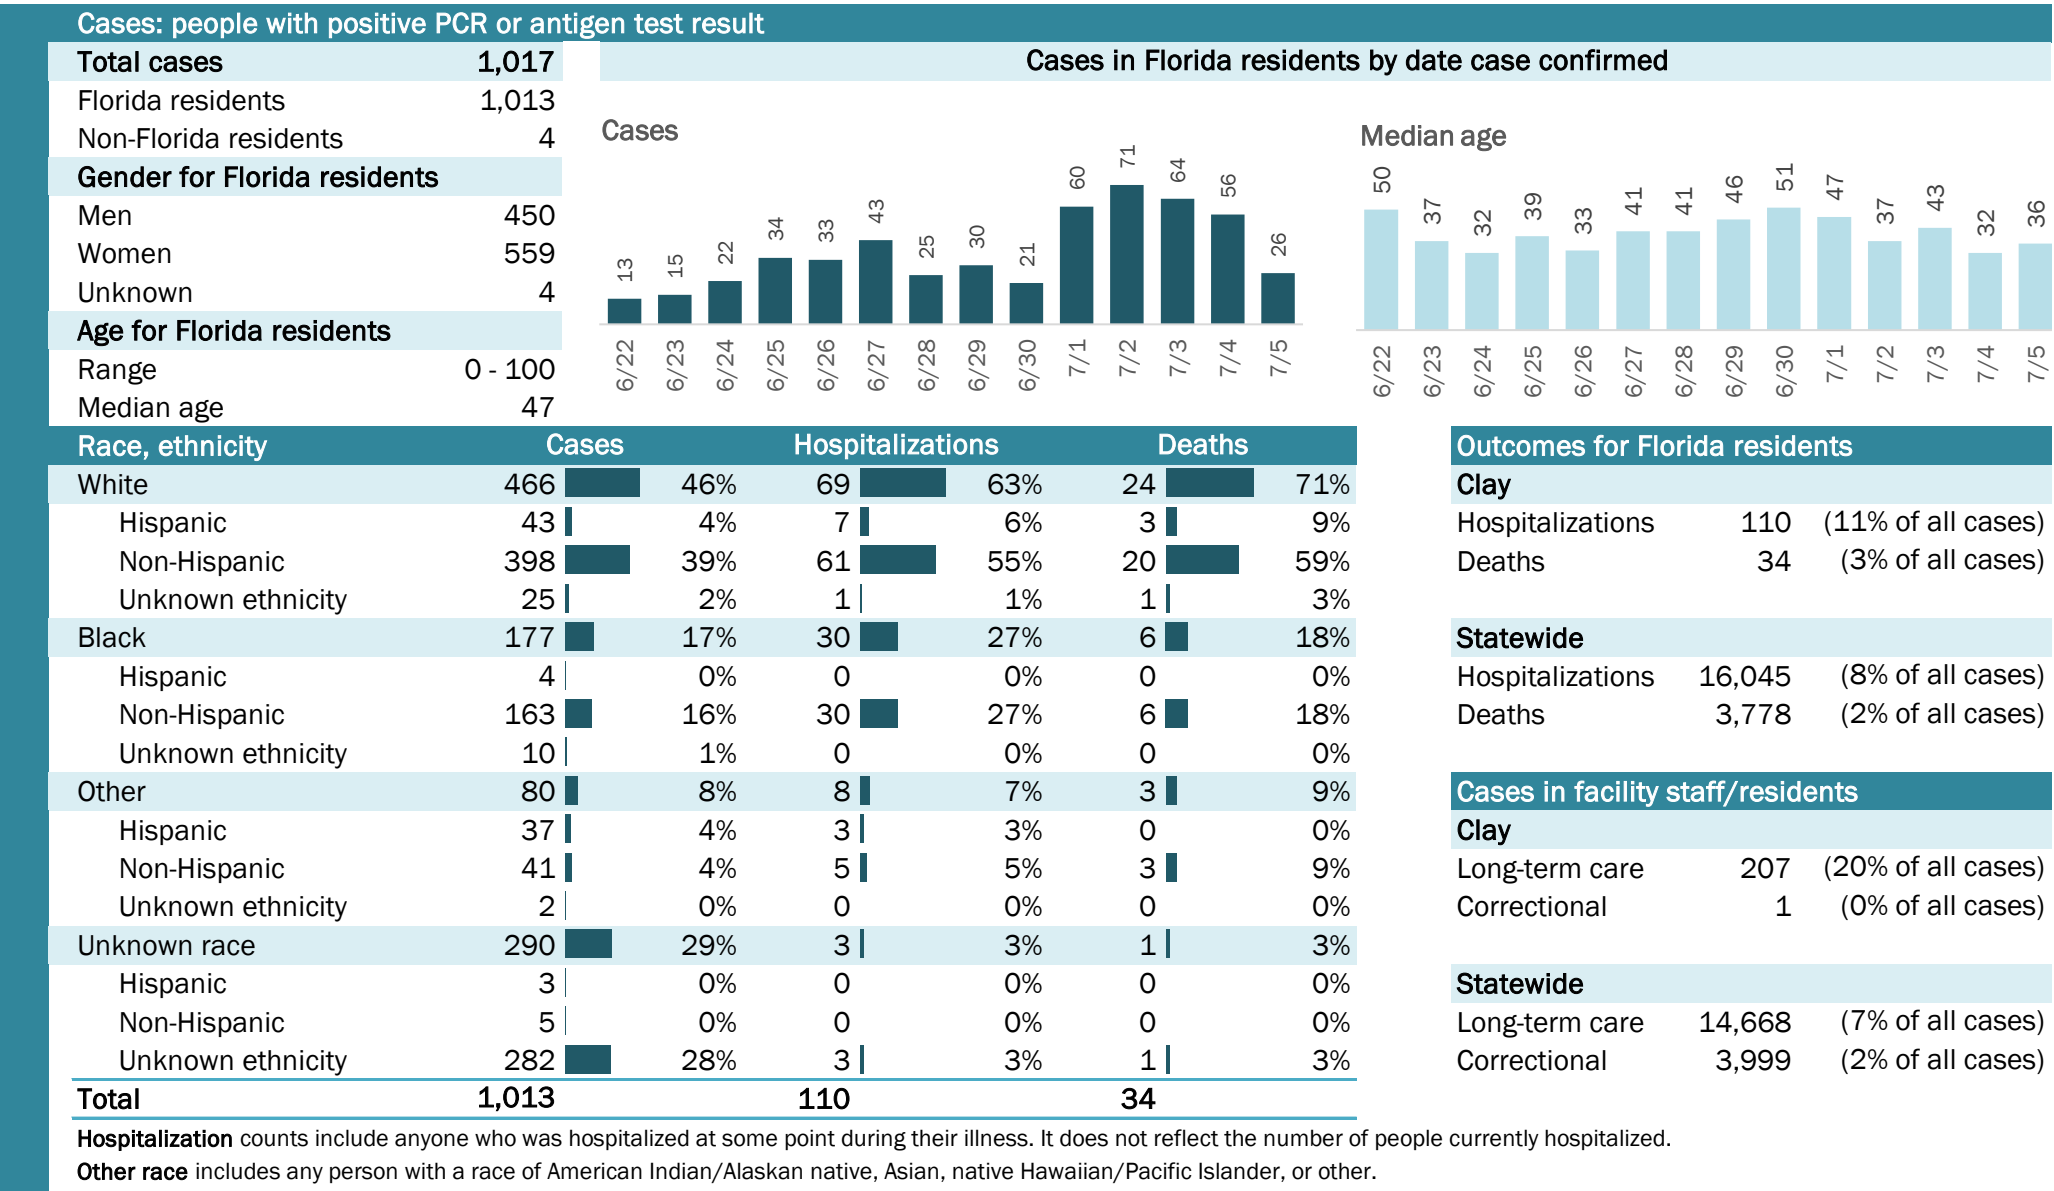 Cases: people with positive PCR or antigen test result
Total cases 1,017
Florida residents 1,013
Non-Florida residents 4
Gender for Florida residents
Men 450
Women 559
Unknown 4
Age for Florida residents
Range 0 - 100
Median age 47
Cases in Florida residents by date case confirmed
Cases
13 15 22 34 33 43 25 30 21 60 71 64 56 26
6/22 6/23 6/24 6/25 6/26 6/27 6/28 6/29 6/30 7/1 7/2 7/3 7/4 7/5
Median age
50 37 32 39 33 41 41 46 51 47 37 43 32 36
6/22 6/23 6/24 6/25 6/26 6/27 6/28 6/29 6/30 7/1 7/2 7/3 7/4 7/5
Race, ethnicity Cases Hospitalizations Deaths
White 466 46% 69 63% 24 71%
Hispanic 43 4% 7 6% 3 9%
Non-Hispanic 398 39% 61 55% 20 59%
Unknown ethnicity 25 2% 1 1% 1 3%
Black 177 17% 30 27% 6 18%
Hispanic 4 0% 0 0% 0 0%
Non-Hispanic 163 16% 30 27% 6 18%
Unknown ethnicity 10 1% 0 0% 0 0%
Other 80 8% 8 7% 3 9%
Hispanic 37 4% 3 3% 0 0%
Non-Hispanic 41 4% 5 5% 3 9%
Unknown ethnicity 2 0% 0 0% 0 0%
Unknown race 290 29% 3 3% 1 3%
Hispanic 3 0% 0 0% 0 0%
Non-Hispanic 5 0% 0 0% 0 0%
Unknown ethnicity 282 28% 3 3% 1 3%
Total 1,013 110 34
Outcomes for Florida residents
Clay
Hospitalizations 110 (11% of all cases)
Deaths 34 (3% of all cases)
Statewide
Hospitalizations 16,045 (8% of all cases)
Deaths 3,778 (2% of all cases)
Cases in facility staff/residents
Clay
Long-term care 207 (20% of all cases)
Correctional 1 (0% of all cases)
Statewide
Long-term care 14,668 (7% of all cases)
Correctional 3,999 (2% of all cases)
Hospitalization counts include anyone who was hospitalized at some point during their illness. It does not reflect the number of people currently hospitalized.
Other race includes any person with a race of American Indian/Alaskan native, Asian, native Hawaiian/Pacific Islander, or other.